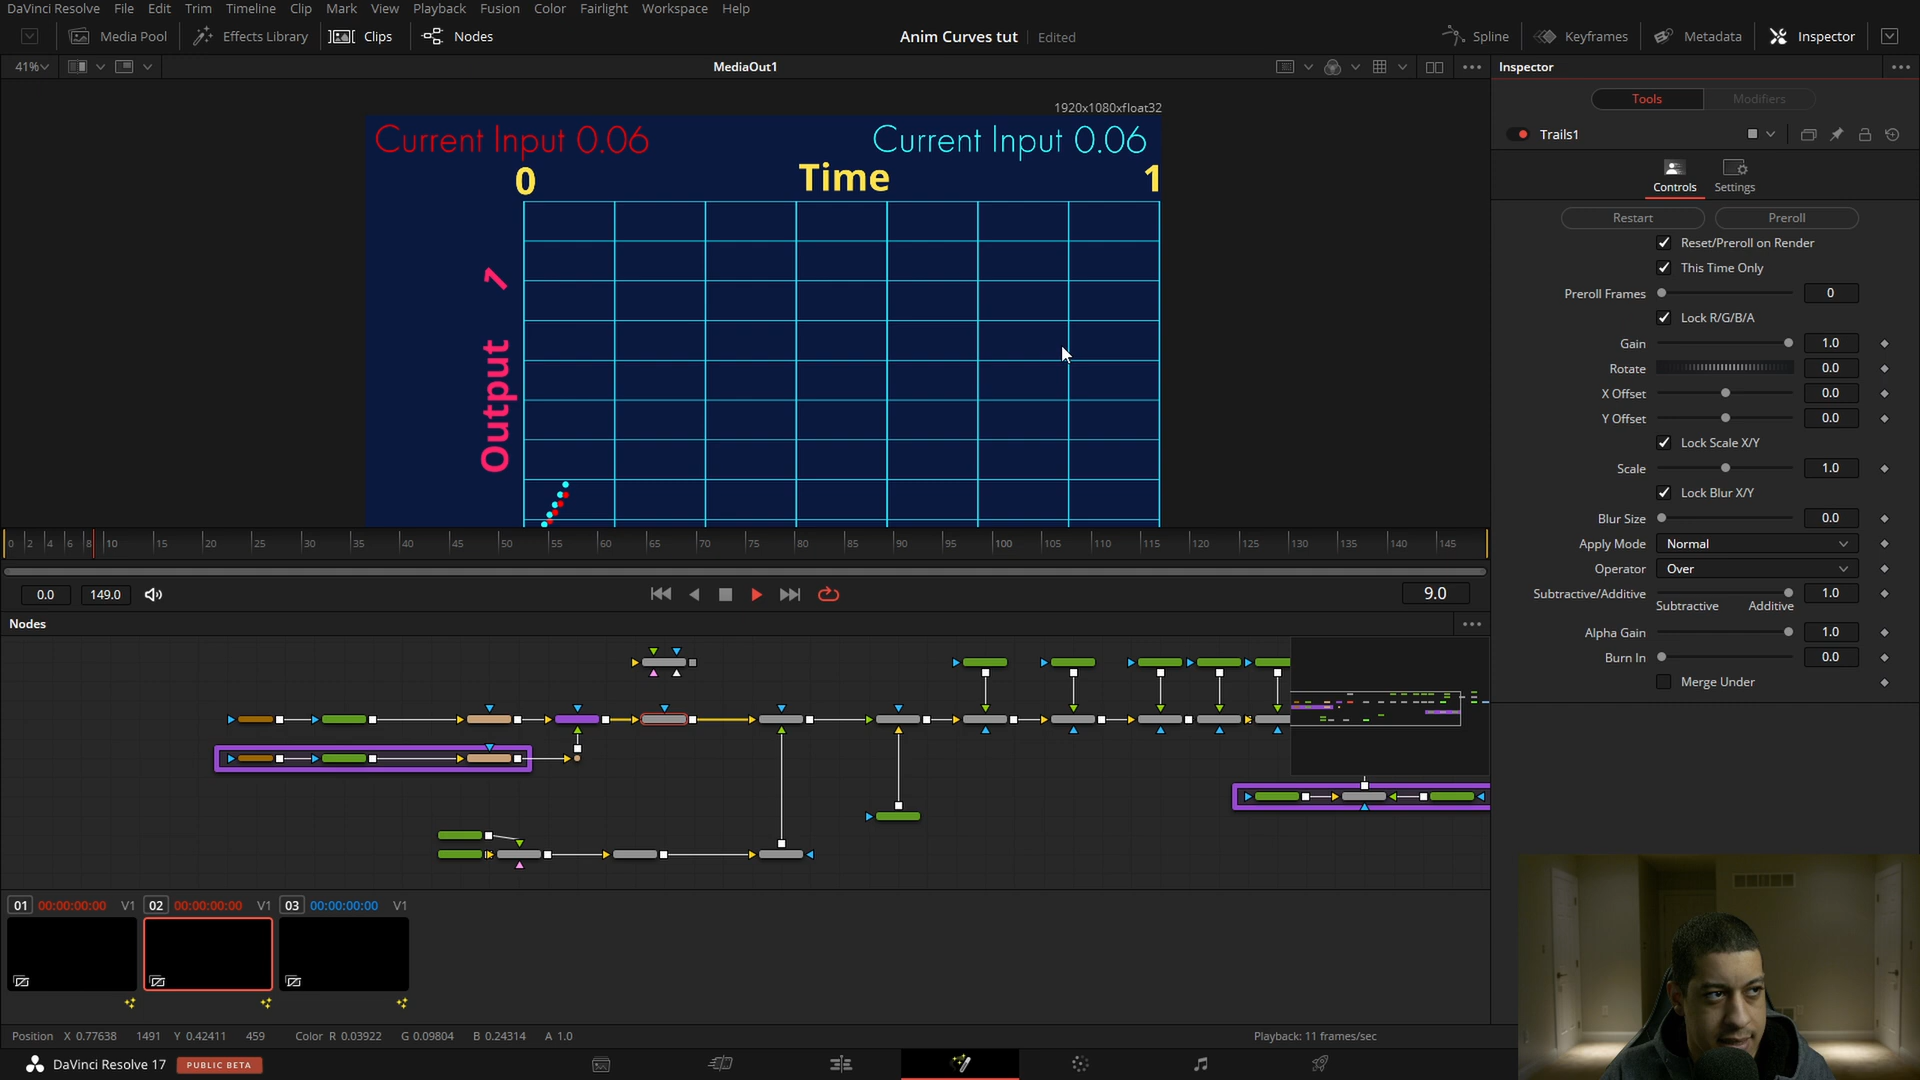 DaVinci Resolve File Edit Trim Timeline Clip Mark View Playback Fusion Color Fairlight Workspace Help
Media Pool Effects Library Clips Nodes Anim Curves tut Edited Spline Keyframes Metadata Inspector
41% MediaOut1 Inspector
1920x1080xfloat32
Tools Modifiers
Current Input 0.06 Current Input 0.06
Trails1
0 Time 1
Controls Settings
Restart Preroll
Reset/Preroll on Render
This Time Only
Preroll Frames 0
Lock R/G/B/A
Gain 1.0
Rotate 0.0
X Offset 0.0
Y Offset 0.0
Lock Scale X/Y
Scale 1.0
Lock Blur X/Y
Blur Size 0.0
Apply Mode Normal
Operator Over
Subtractive/Additive 1.0
Subtractive Additive
Alpha Gain 1.0
Burn In 0.0
Merge Under
Output 1
0 2 4 6 8 10 15 20 25 30 35 40 45 50 55 60 65 70 75 80 85 90 95 100 105 110 115 120 125 130 135 140 145
0.0 149.0 9.0
Nodes
01 00:00:00:00 V1 02 00:00:00:00 V1 03 00:00:00:00 V1
Position X 0.77638 1491 Y 0.42411 459 Color R 0.03922 G 0.09804 B 0.24314 A 1.0 Playback: 11 frames/sec
DaVinci Resolve 17 PUBLIC BETA